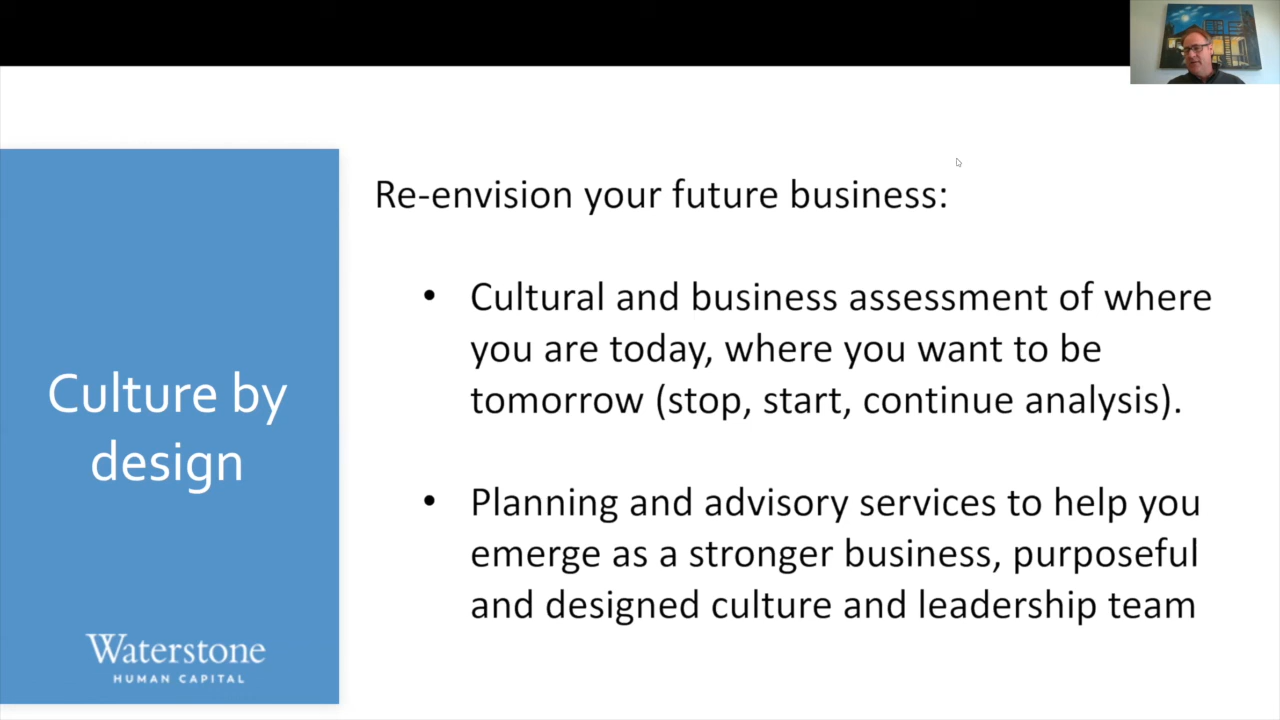 Re-envision your future business:
• Cultural and business assessment of where
you are today, where you want to be
tomorrow (stop, start, continue analysis).
• Planning and advisory services to help you
emerge as a stronger business, purposeful
and designed culture and leadership team
Culture by
design
Waterstone
HUMAN CAPITAL